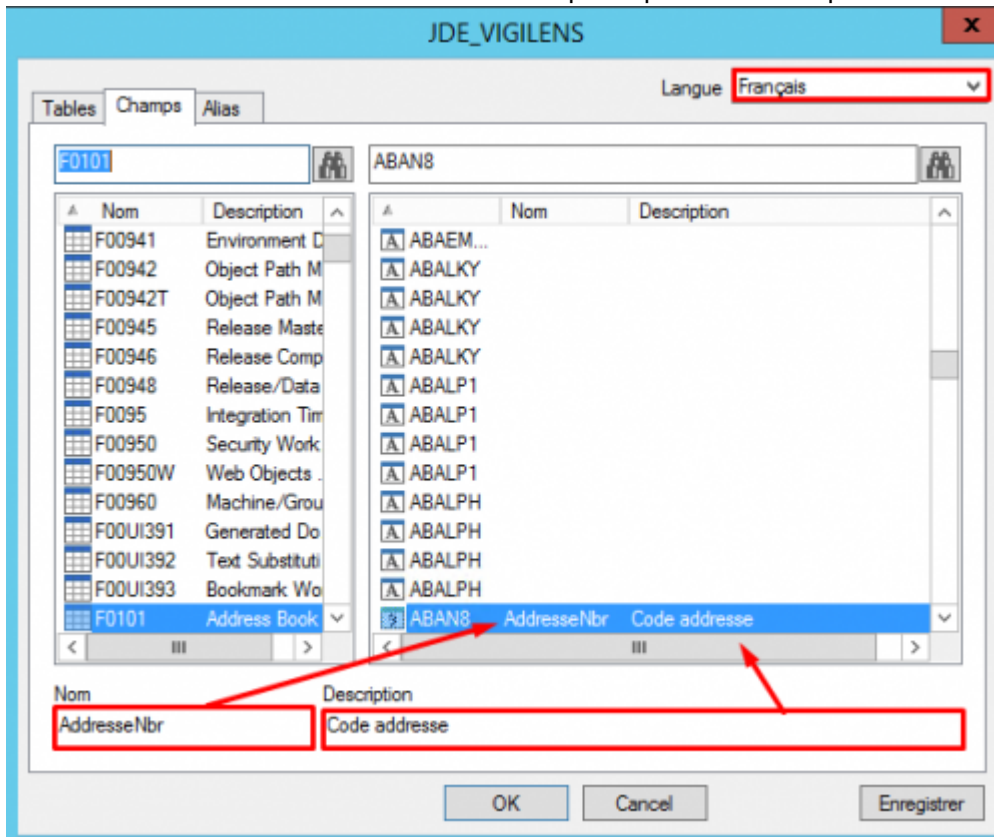 JDE_VIGILENS
X
Langue Français
Tables Champs Alias
F0101 ABAN8
Nom Description Nom Description
F00941 Environment D ABAEM...
F00942 Object Path M ABALKY
F00942T Object Path M ABALKY
F00945 Release Maste ABALKY
F00946 Release Comp ABALKY
F00948 Release/Data ABALP1
F0095 Integration Tim ABALP1
F00950 Security Work ABALP1
F00950W Web Objects . ABALP1
F00960 Machine/Grou ABALPH
F00UI391 Generated Do ABALPH
F00UI392 Text Substituti ABALPH
F00UI393 Bookmark Wo ABALPH
F0101 Address Book ABAN8 AddresseNbr Code addresse
Nom Description
AddresseNbr Code addresse
OK Cancel Enregistrer